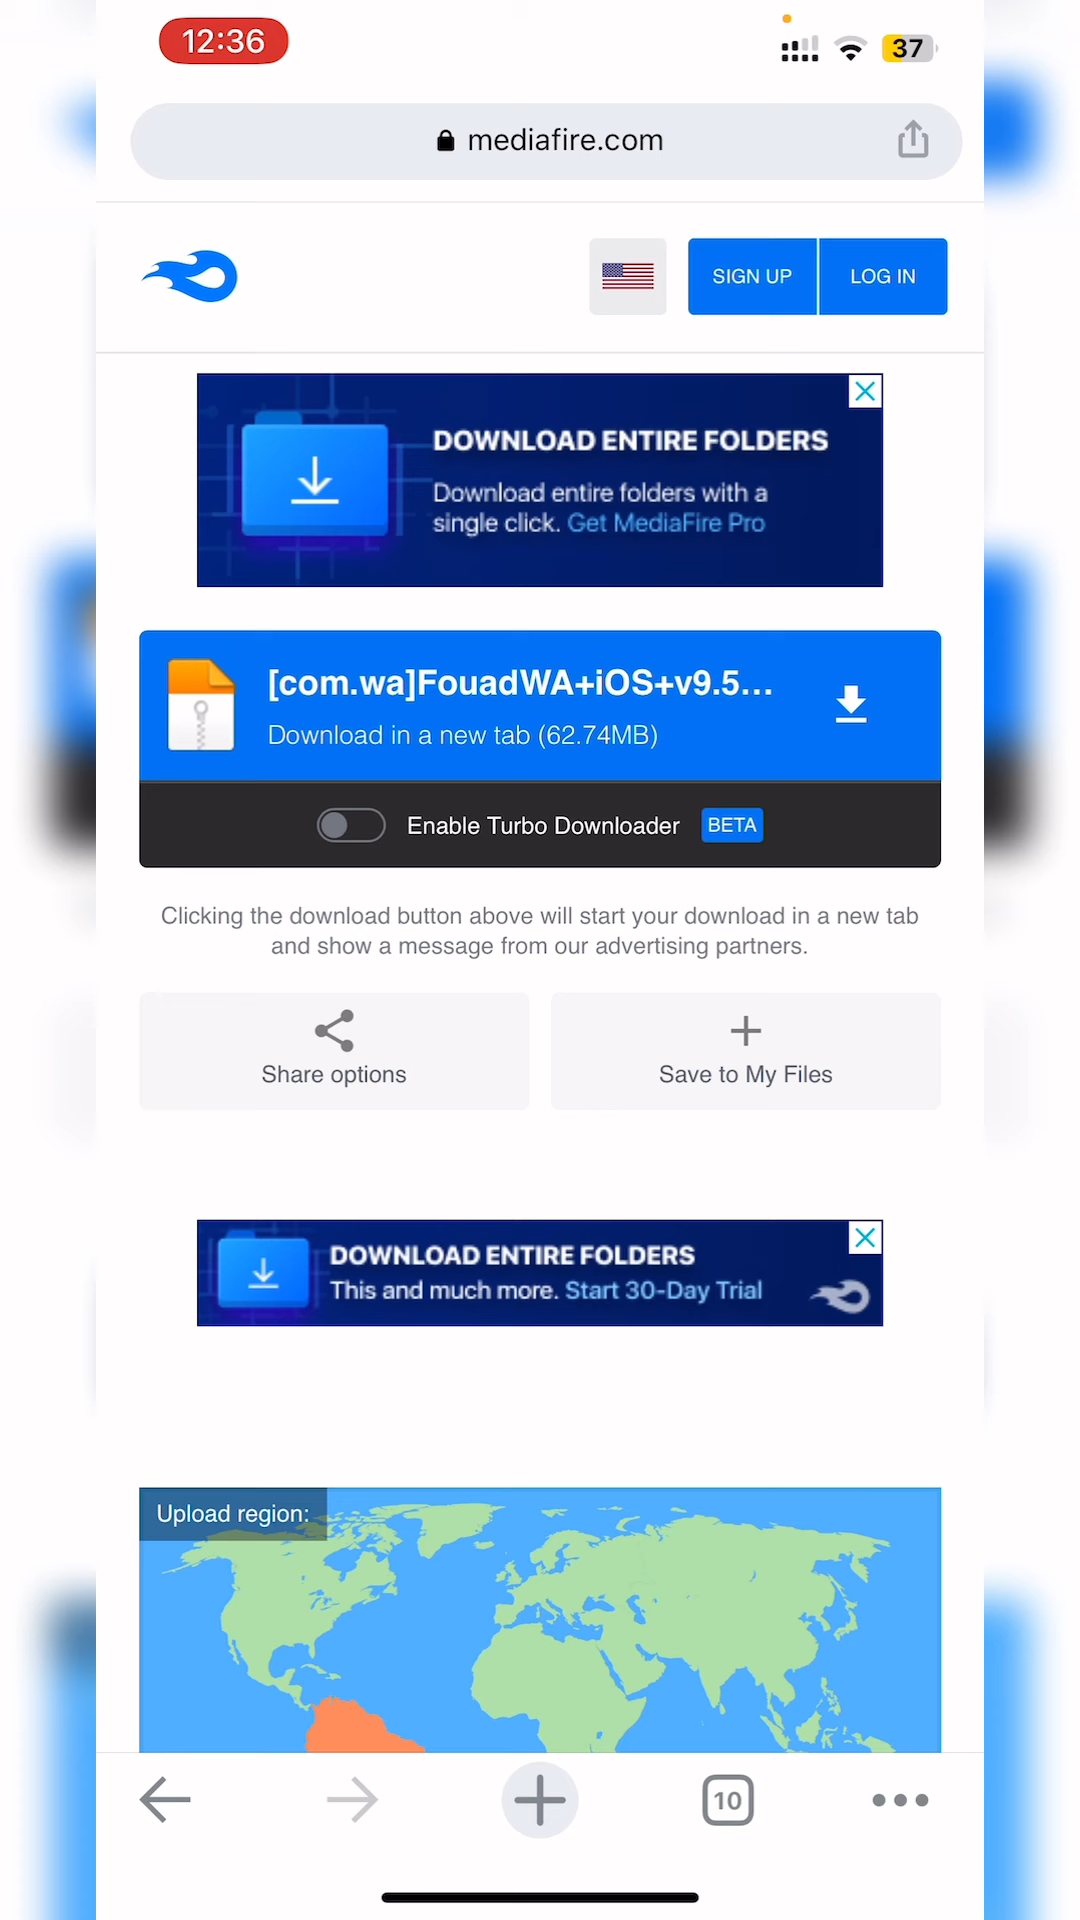 12:36
37
mediafire.com
SIGN UP
LOG IN
DOWNLOAD ENTIRE FOLDERS
Download entire folders with a
single click. Get MediaFire Pro
[com.wa]FouadWA+iOS+v9.5...
Download in a new tab (62.74MB)
Enable Turbo Downloader BETA
Clicking the download button above will start your download in a new tab
and show a message from our advertising partners.
Share options
Save to My Files
DOWNLOAD ENTIRE FOLDERS
This and much more. Start 30-Day Trial
Upload region:
10